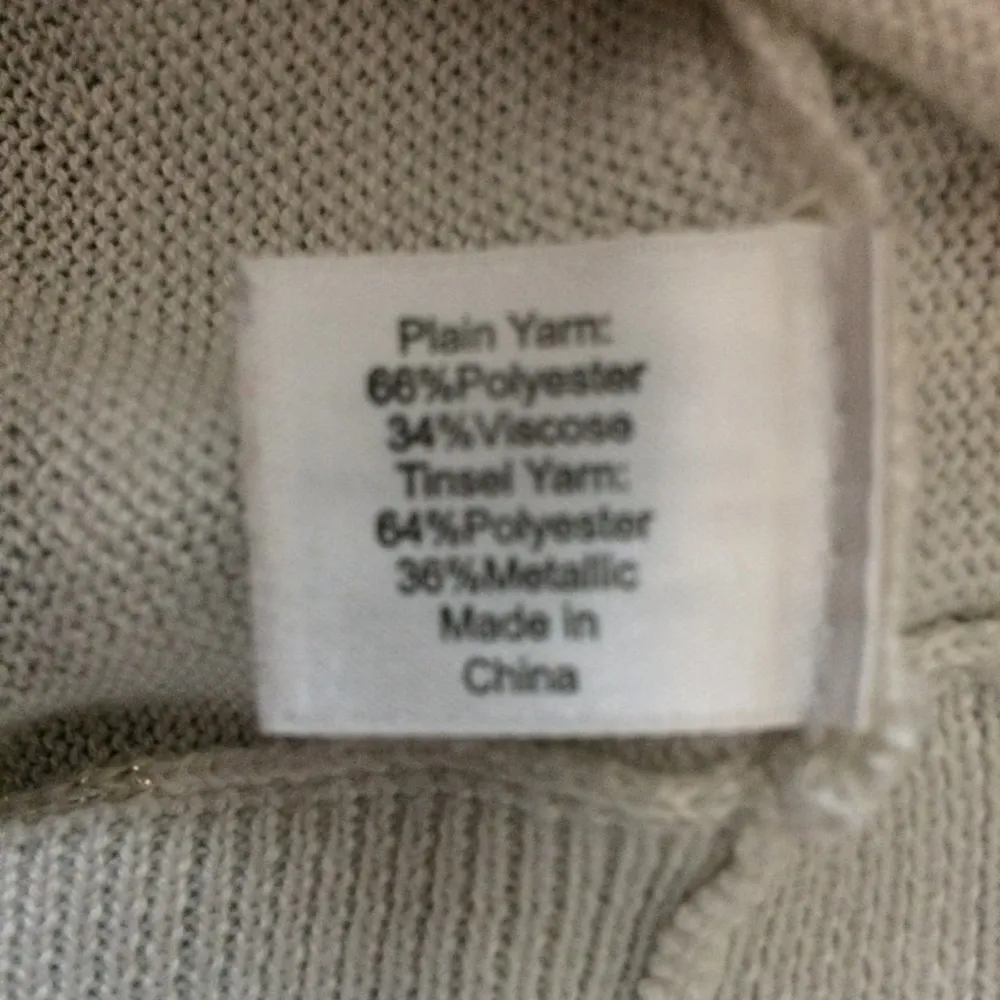 Plain Yarn:
66%Polyester
34%Viscose
Tinsel Yarn:
64%Polyester
36%Metallic
Made in
China